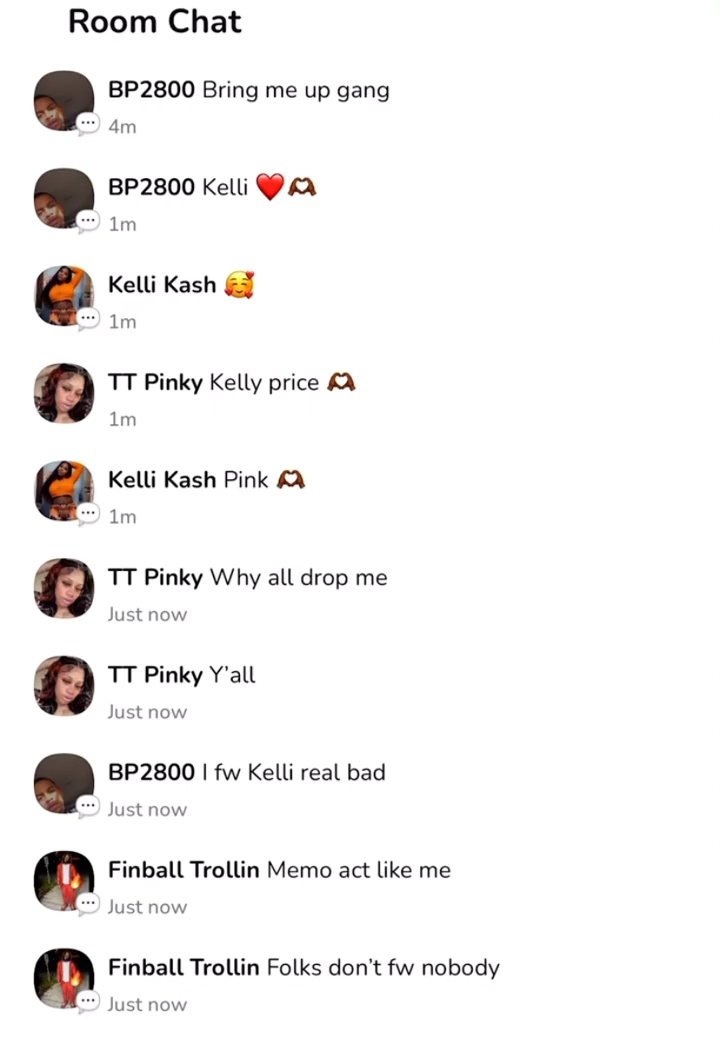 Room Chat
BP2800 Bring me up gang
4m
BP2800 Kelli ❤️🫶🏾
1m
Kelli Kash 🥰
1m
TT Pinky Kelly price 🫶🏾
1m
Kelli Kash Pink 🫶🏾
1m
TT Pinky Why all drop me
Just now
TT Pinky Y’all
Just now
BP2800 I fw Kelli real bad
Just now
Finball Trollin Memo act like me
Just now
Finball Trollin Folks don’t fw nobody
Just now